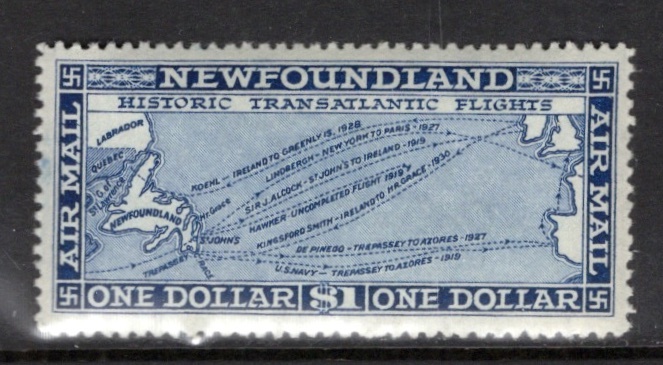 NEWFOUNDLAND
HISTORIC TRANSATLANTIC FLIGHTS
AIR MAIL
AIR MAIL
LABRADOR
QUEBEC
G. of
St. Lawrence
NEWFOUNDLAND
Hr. Grace
ST. JOHN'S
TREPASSEY
KOEHL - IRELAND TO GREENLY IS. 1928
LINDBERGH - NEW YORK TO PARIS - 1927
SIR J. ALCOCK - ST. JOHN'S TO IRELAND - 1919
HAWKER - UNCOMPLETED FLIGHT 1919
KINGSFORD SMITH - IRELAND TO HR. GRACE - 1930
DE PINEDO - TREPASSEY TO AZORES - 1927
U.S. NAVY - TREPASSEY TO AZORES - 1919
ONE DOLLAR $1 ONE DOLLAR